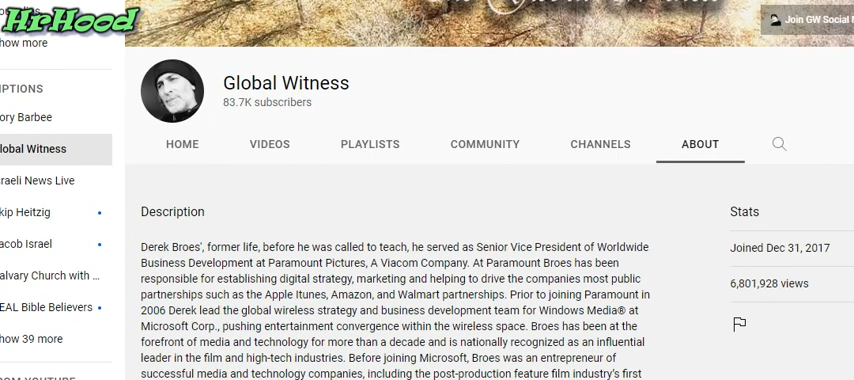 HrHood
how more
PTIONS
ory Barbee
lobal Witness
sraeli News Live
kip Heitzig
acob Israel
alvary Church with ...
EAL Bible Believers
how 39 more
Join GW Social
Global Witness
83.7K subscribers
HOME VIDEOS PLAYLISTS COMMUNITY CHANNELS ABOUT
Description
Derek Broes', former life, before he was called to teach, he served as Senior Vice President of Worldwide
Business Development at Paramount Pictures, A Viacom Company. At Paramount Broes has been
responsible for establishing digital strategy, marketing and helping to drive the companies most public
partnerships such as the Apple Itunes, Amazon, and Walmart partnerships. Prior to joining Paramount in
2006 Derek lead the global wireless strategy and business development team for Windows Media® at
Microsoft Corp., pushing entertainment convergence within the wireless space. Broes has been at the
forefront of media and technology for more than a decade and is nationally recognized as an influential
leader in the film and high-tech industries. Before joining Microsoft, Broes was an entrepreneur of
successful media and technology companies, including the post-production feature film industry's first
Stats
Joined Dec 31, 2017
6,801,928 views